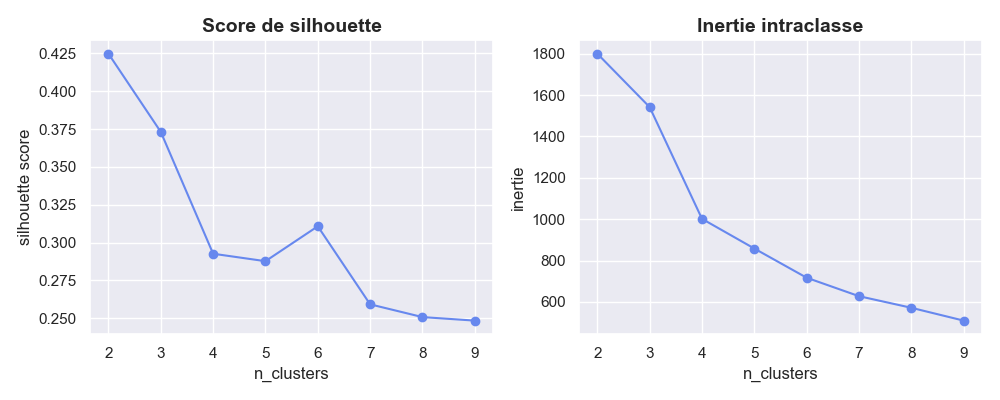 Score de silhouette
silhouette score
0.425
0.400
0.375
0.350
0.325
0.300
0.275
0.250
2 3 4 5 6 7 8 9
n_clusters
Inertie intraclasse
inertie
1800
1600
1400
1200
1000
800
600
2 3 4 5 6 7 8 9
n_clusters